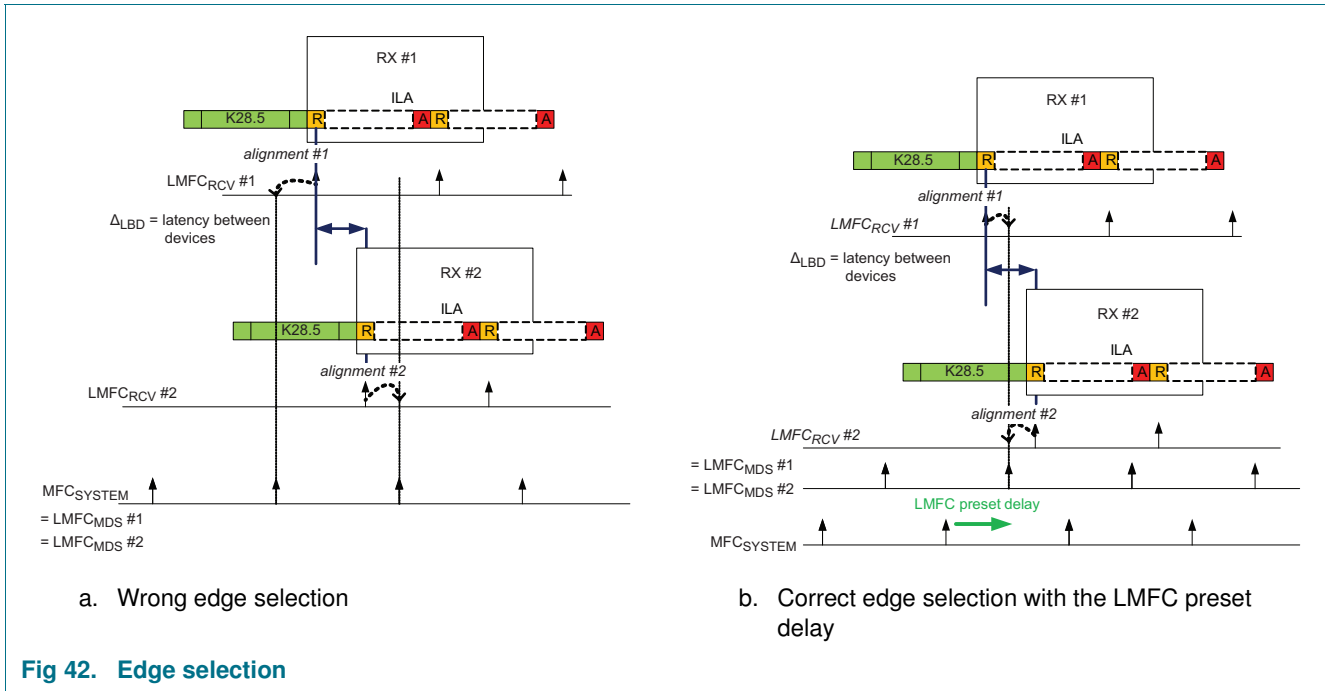 RX #1
ILA
K28.5
R
A
R
A
alignment #1
LMFCRCV #1
ΔLBD = latency between
devices
RX #2
ILA
K28.5
R
A
R
A
alignment #2
LMFCRCV #2
MFCSYSTEM
= LMFCMDS #1
= LMFCMDS #2
a. Wrong edge selection
RX #1
ILA
K28.5
R
A
R
A
alignment #1
LMFCRCV #1
ΔLBD = latency between
devices
RX #2
ILA
K28.5
R
A
R
A
alignment #2
LMFCRCV #2
= LMFCMDS #1
= LMFCMDS #2
LMFC preset delay
MFCSYSTEM
b. Correct edge selection with the LMFC preset
delay
Fig 42. Edge selection